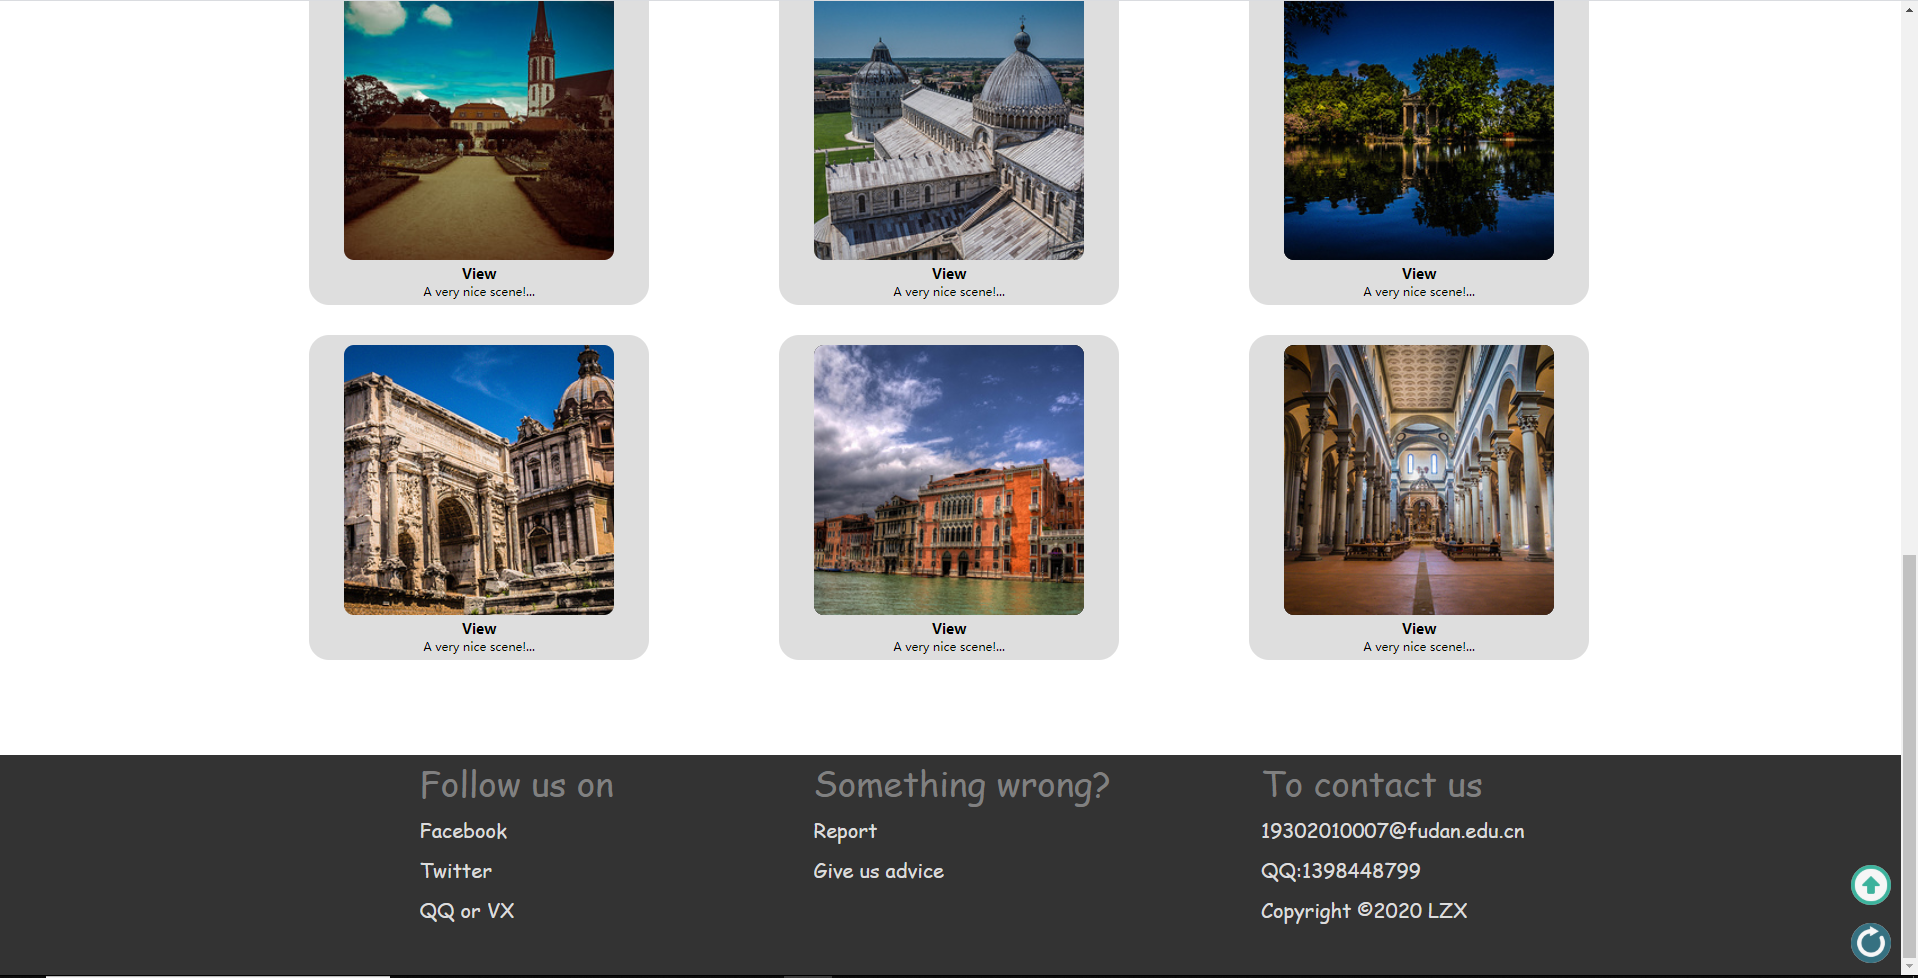 View
A very nice scene!...
View
A very nice scene!...
View
A very nice scene!...
View
A very nice scene!...
View
A very nice scene!...
View
A very nice scene!...
Follow us on
Facebook
Twitter
QQ or VX
Something wrong?
Report
Give us advice
To contact us
19302010007@fudan.edu.cn
QQ:1398448799
Copyright ©2020 LZX